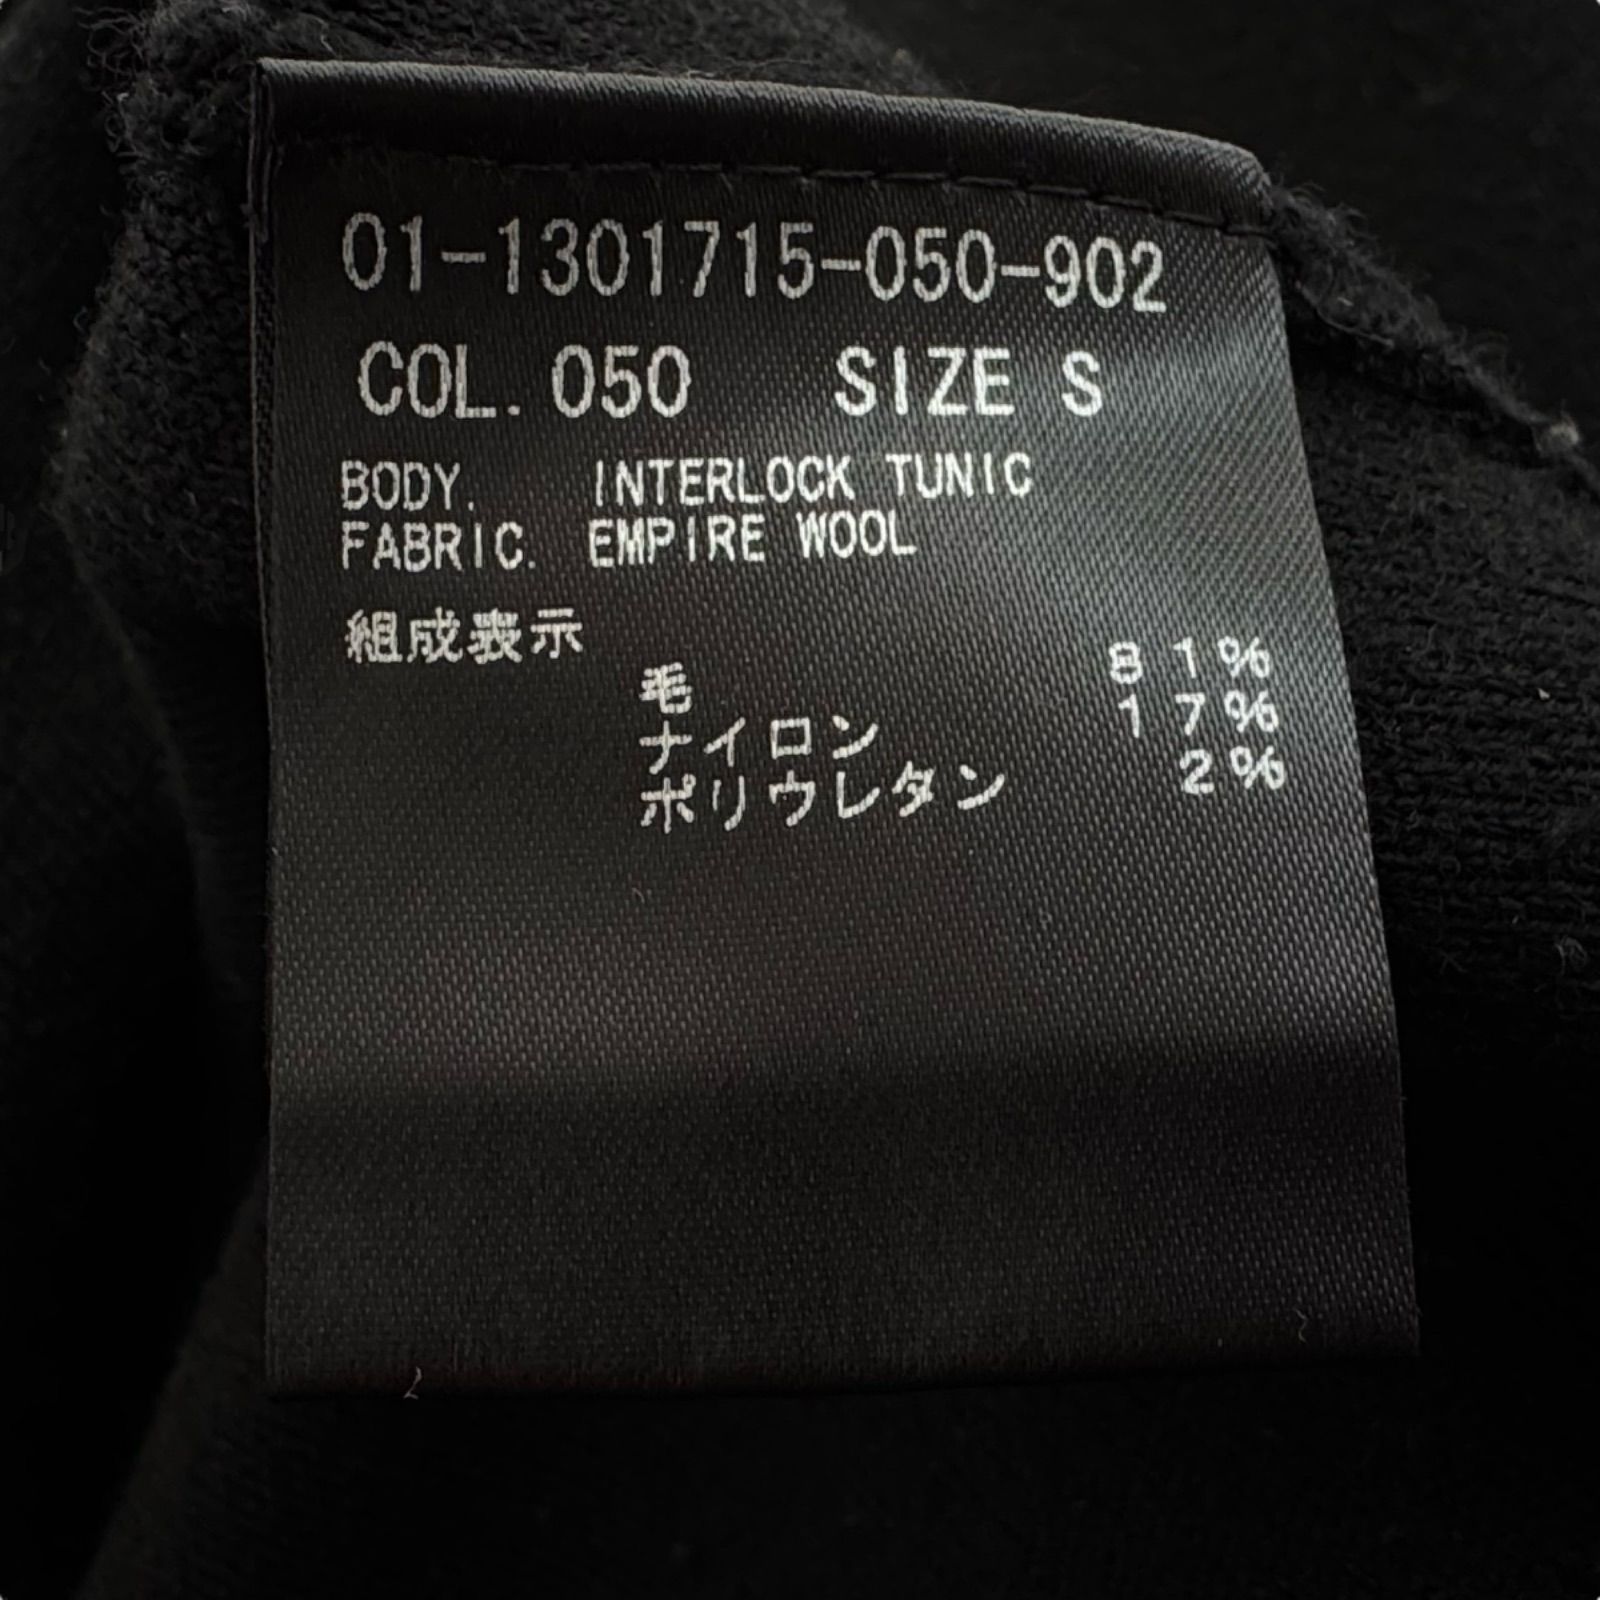 01-1301715-050-902
COL. 050 SIZE S
BODY. INTERLOCK TUNIC
FABRIC. EMPIRE WOOL
組成表示
毛 81%
ナイロン 17%
ポリウレタン 2%